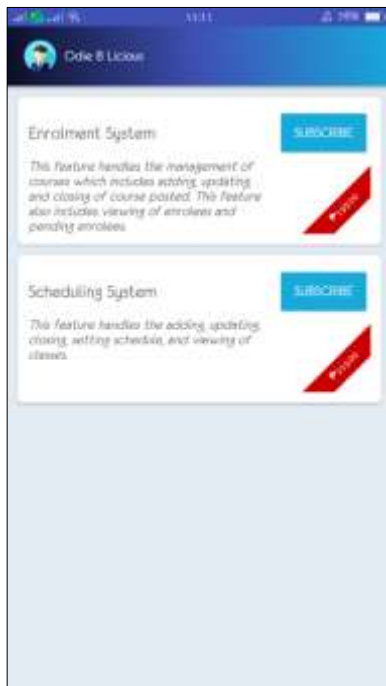 11:11
Odie B Licious
Enrolment System
SUBSCRIBE
This feature handles the management of
courses which includes adding, updating
and closing of course posted. This feature
also includes viewing of enrolees and
pending enrolees.
Scheduling System
SUBSCRIBE
This feature handles the adding, updating,
closing, setting schedule, and viewing of
classes.